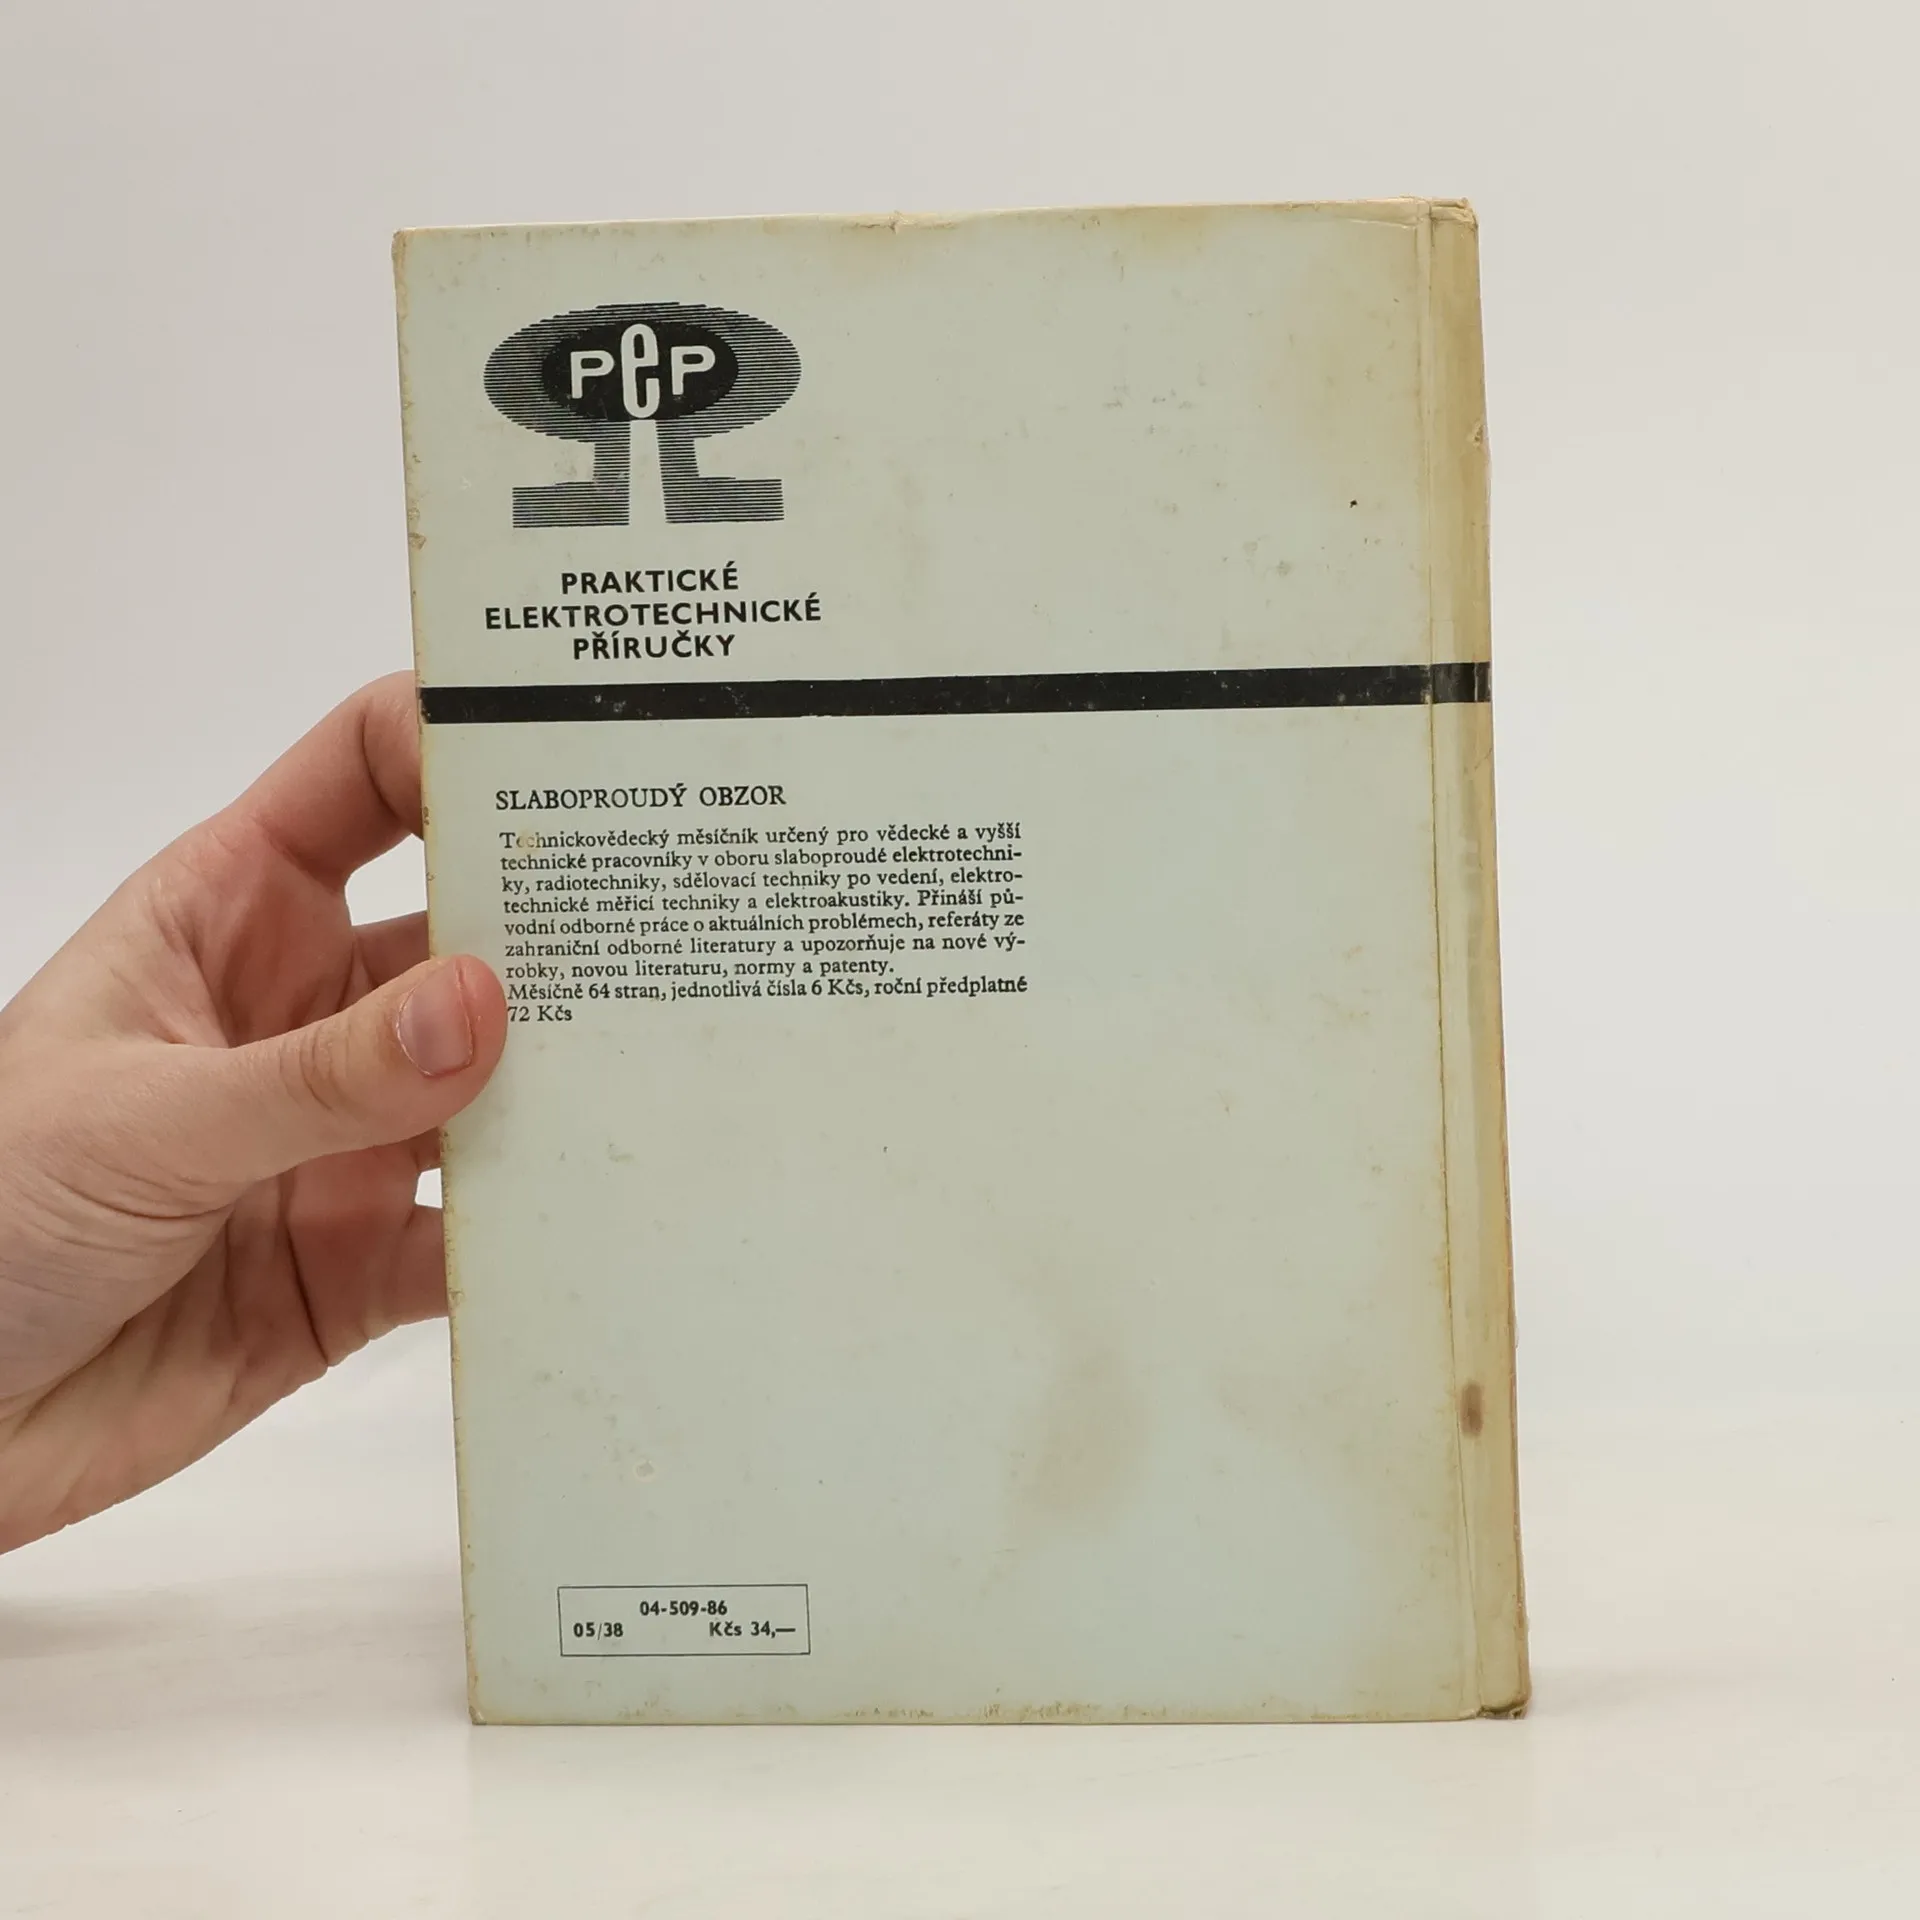 PeP
PRAKTICKÉ
ELEKTROTECHNICKÉ
PŘÍRUČKY
SLABOPROUDÝ OBZOR
Technickovědecký měsíčník určený pro vědecké a vyšší
technické pracovníky v oboru slaboproudé elektrotechni-
ky, radiotechniky, sdělovací techniky po vedení, elektro-
technické měřicí techniky a elektroakustiky. Přináší pů-
vodní odborné práce o aktuálních problémech, referáty ze
zahraniční odborné literatury a upozorňuje na nové vý-
robky, novou literaturu, normy a patenty.
Měsíčně 64 stran, jednotlivá čísla 6 Kčs, roční předplatné
72 Kčs
04-509-86
05/38 Kčs 34,—